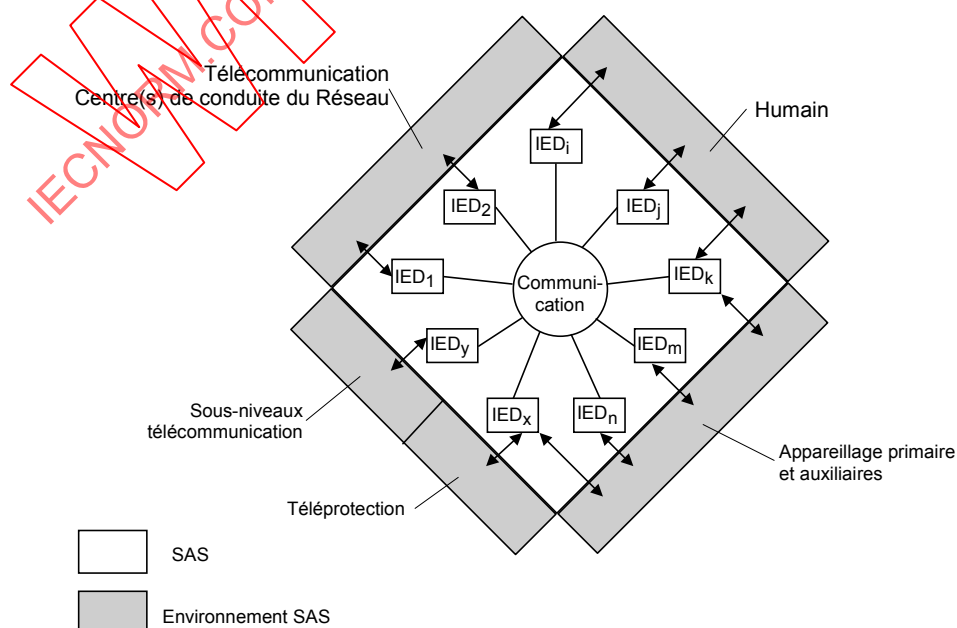 IECNORM.COM
Télécommunication
Centre(s) de conduite du Réseau
Humain
IEDi
IED2
IEDj
IED1
Communi-
cation
IEDk
IEDy
IEDm
IEDx
IEDn
Sous-niveaux
télécommunication
Téléprotection
Appareillage primaire
et auxiliaires
SAS
Environnement SAS